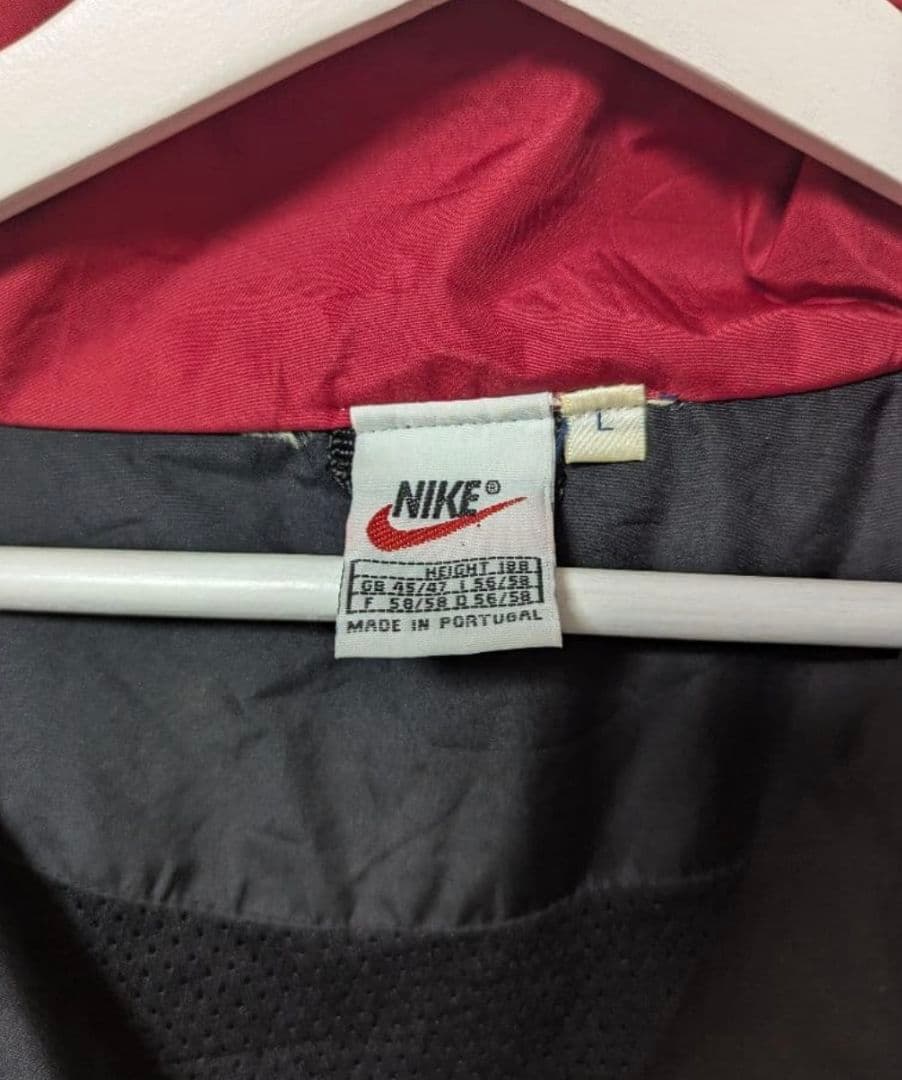 L
NIKE®
HEIGHT 188
GB 45/47 I 56/58
F 56/58 D 56/58
MADE IN PORTUGAL